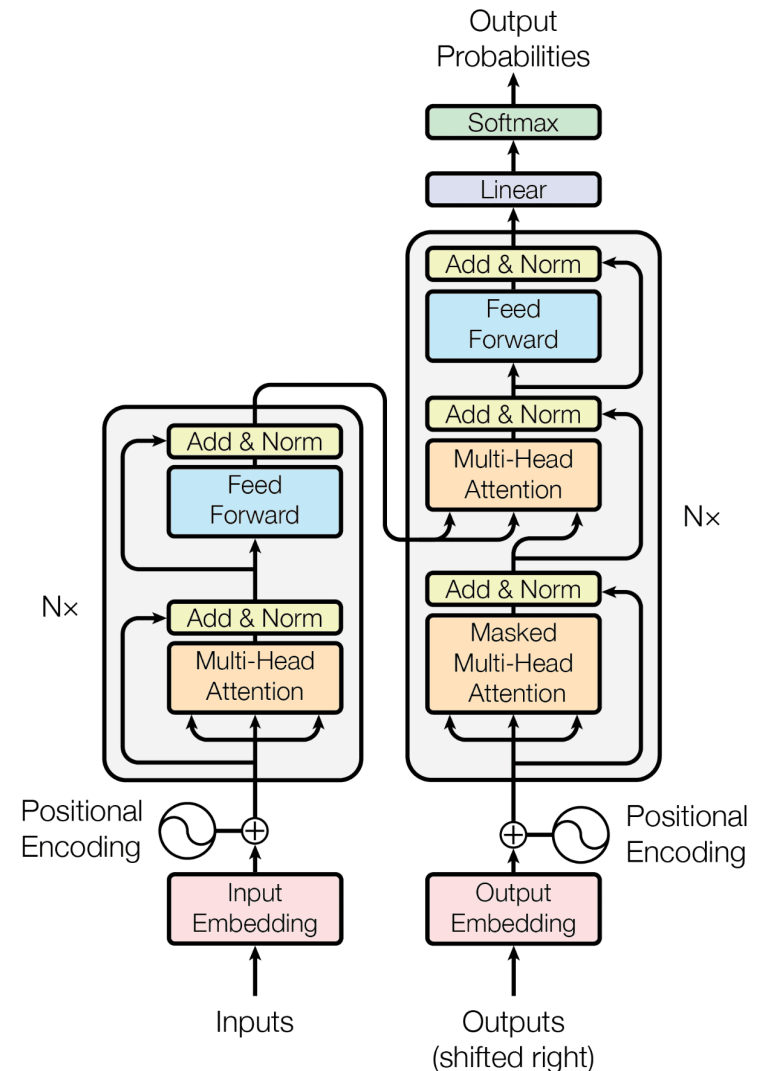 Output
Probabilities
Softmax
Linear
Add & Norm
Feed
Forward
Add & Norm
Multi-Head
Attention
Add & Norm
Masked
Multi-Head
Attention
Nx
Add & Norm
Feed
Forward
Add & Norm
Multi-Head
Attention
Nx
Positional
Encoding
Positional
Encoding
Input
Embedding
Output
Embedding
Inputs
Outputs
(shifted right)